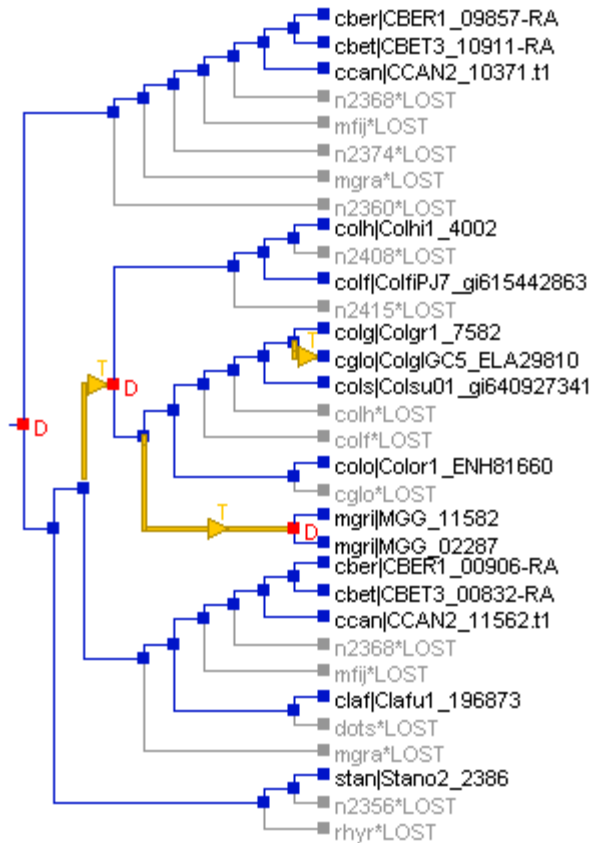 cber|CBER1_09857-RA
cbet|CBET3_10911-RA
ccan|CCAN2_10371.t1
n2368*LOST
mfij*LOST
n2374*LOST
mgra*LOST
n2360*LOST
colh|Colhi1_4002
n2408*LOST
colf|ColfiPJ7_gi615442863
n2415*LOST
colg|Colgr1_7582
T
cglo|ColglGC5_ELA29810
T
D
cols|Colsu01_gi640927341
colh*LOST
D
colf*LOST
colo|Color1_ENH81660
cglo*LOST
T
mgri|MGG_11582
D
mgri|MGG_02287
cber|CBER1_00906-RA
cbet|CBET3_00832-RA
ccan|CCAN2_11562.t1
n2368*LOST
mfij*LOST
claf|Clafu1_196873
dots*LOST
mgra*LOST
stan|Stano2_2386
n2356*LOST
rhyr*LOST